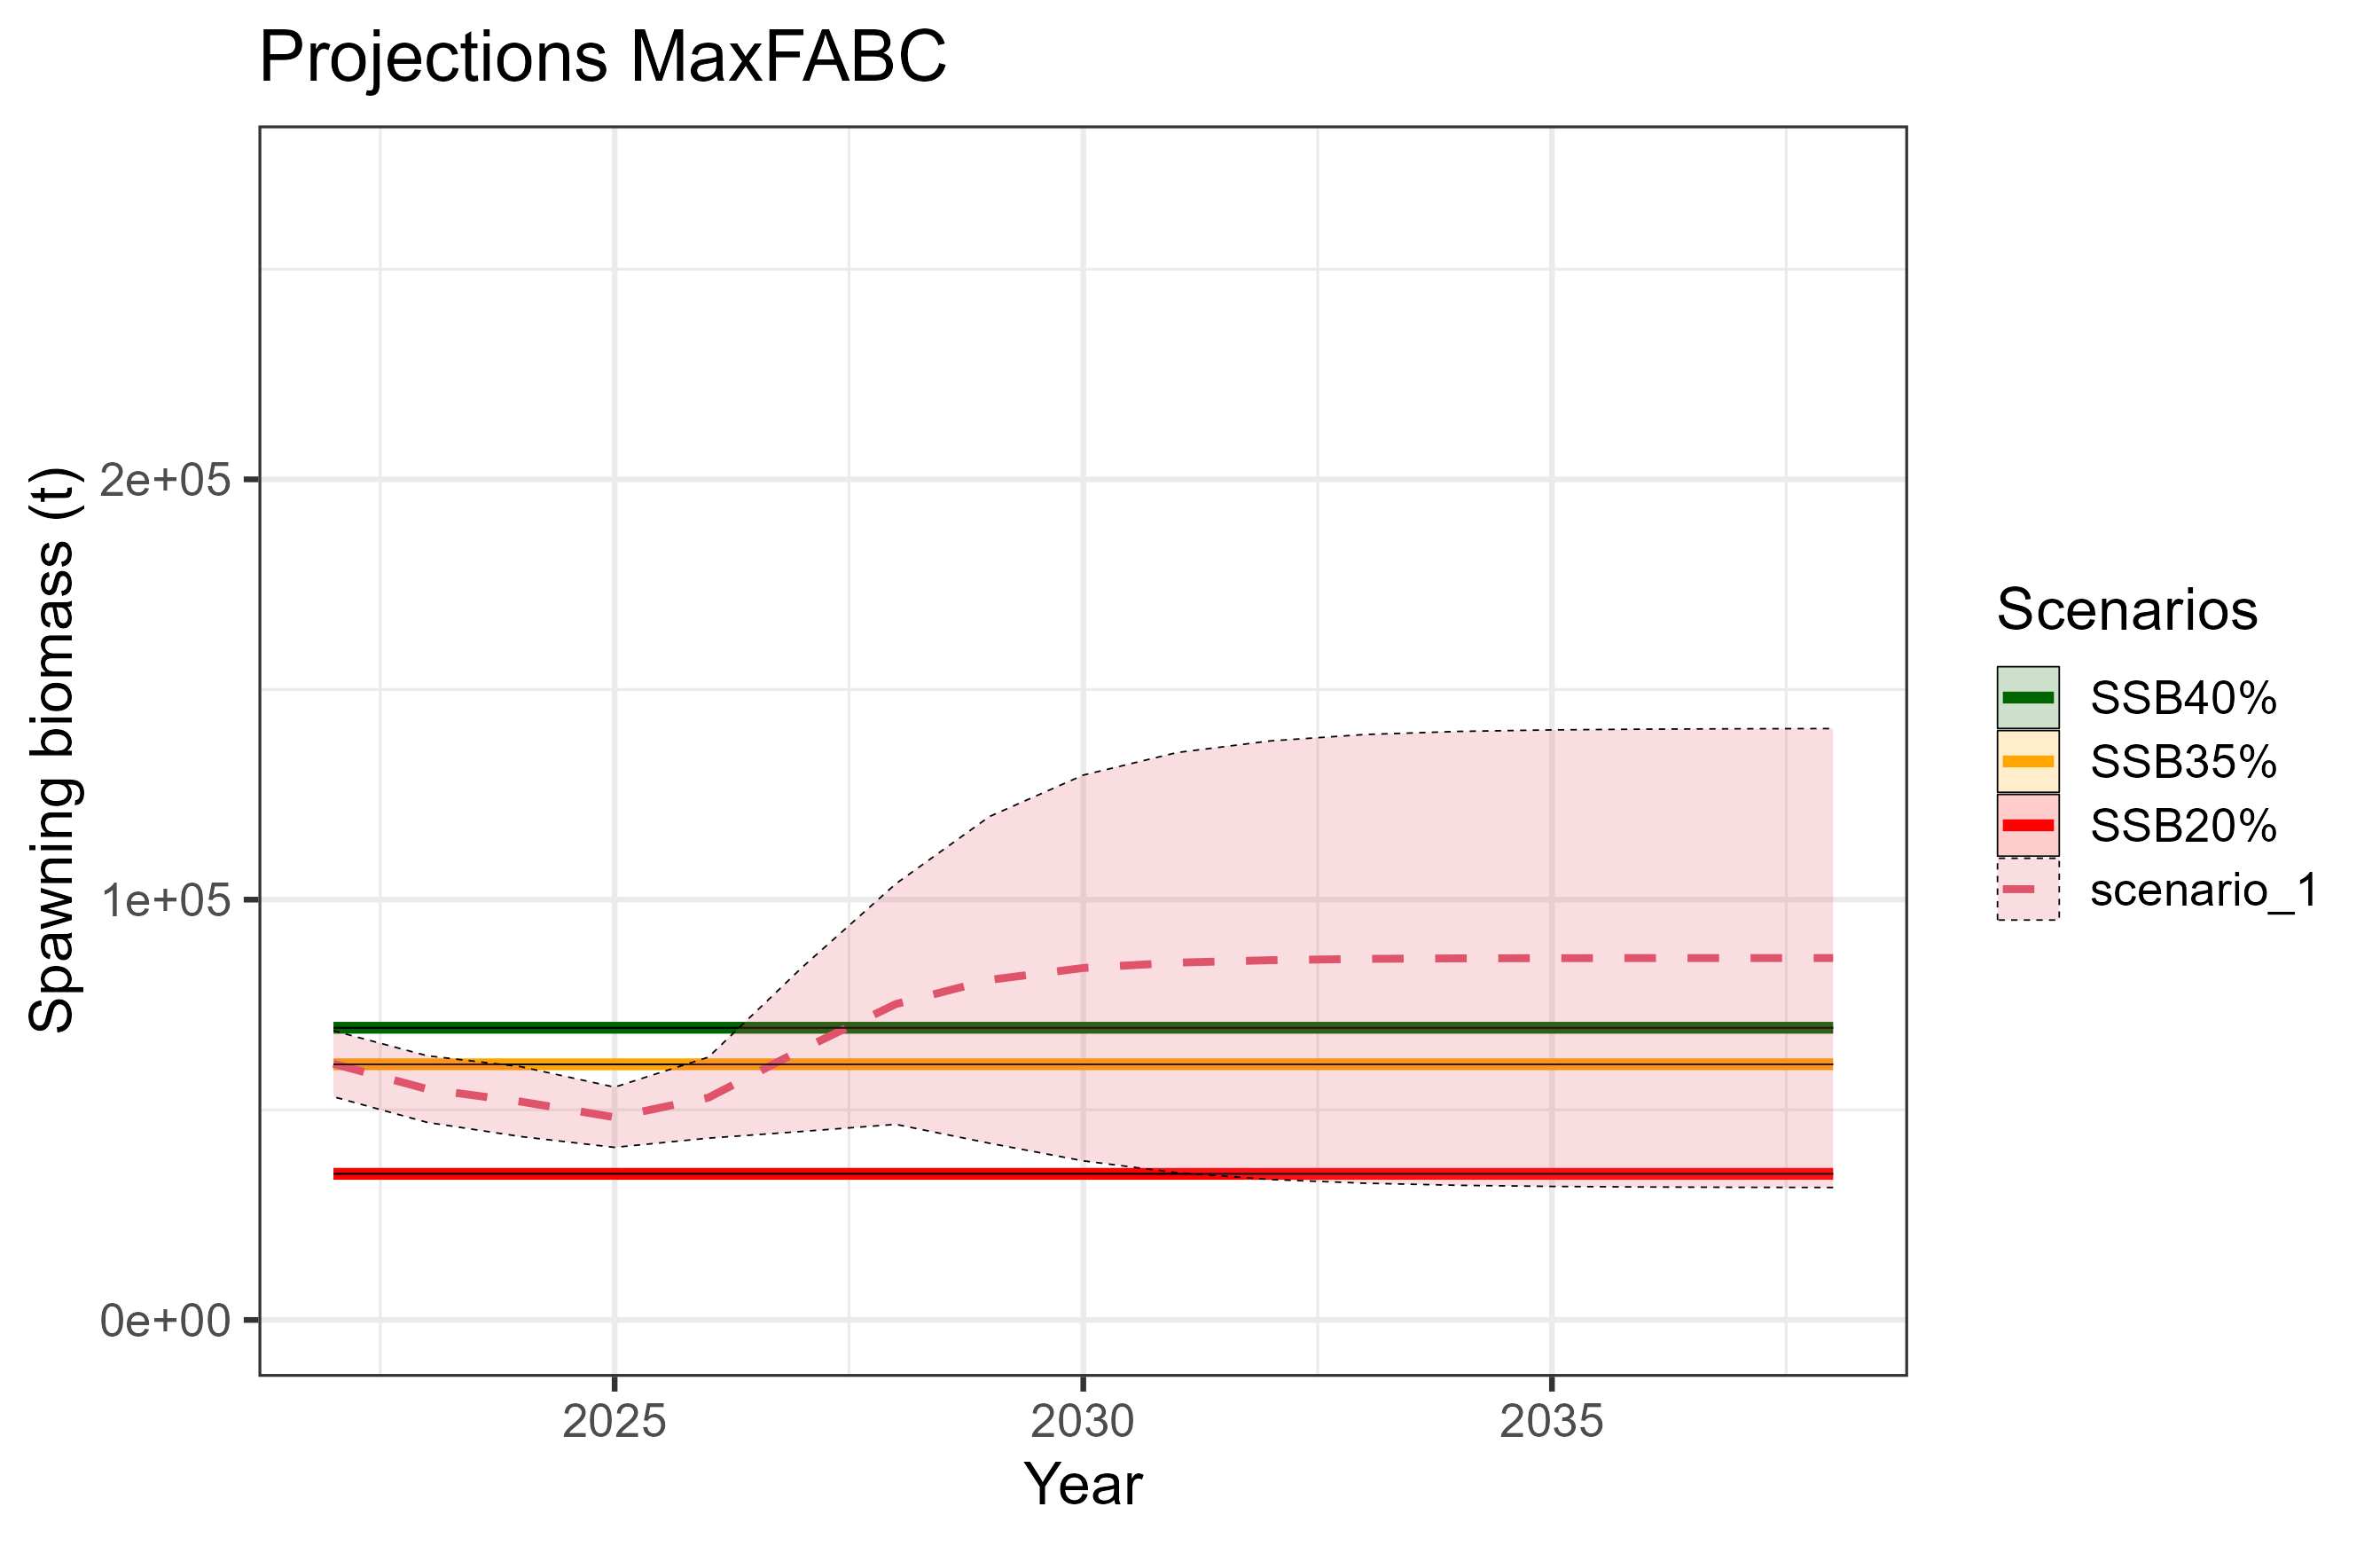 Projections MaxFABC
Spawning biomass (t)
2e+05
1e+05
0e+00
2025
2030
2035
Year
Scenarios
SSB40%
SSB35%
SSB20%
scenario_1